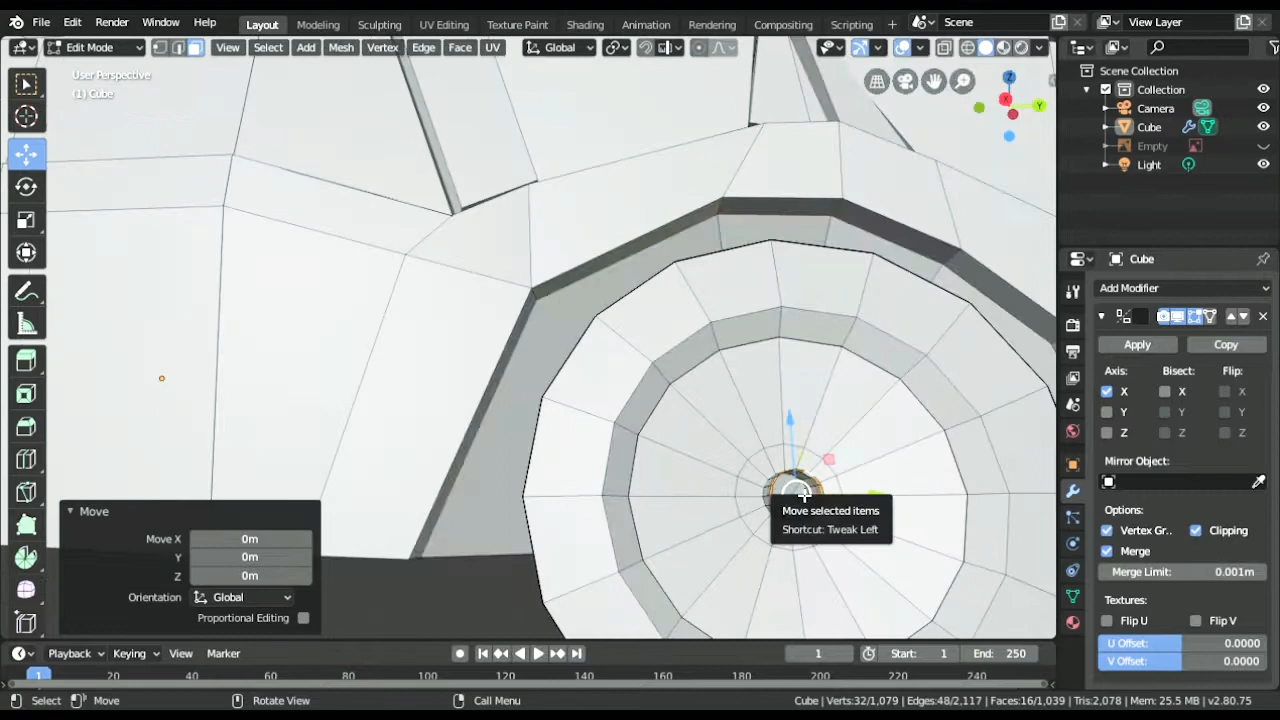 File Edit Render Window Help Layout Modeling Sculpting UV Editing Texture Paint Shading Animation Rendering Compositing Scripting + Scene View Layer
Edit Mode View Select Add Mesh Vertex Edge Face UV Global
User Perspective
(1) Cube
Z
X
Y
Scene Collection
Collection
Camera
Cube
Empty
Light
Cube
Add Modifier
Apply Copy
Axis: Bisect: Flip:
X X X
Y Y Y
Z Z Z
Mirror Object:
Options:
Vertex Gr... Clipping
Merge
Merge Limit: 0.001m
Textures:
Flip U Flip V
U Offset: 0.0000
V Offset: 0.0000
Move selected items
Shortcut: Tweak Left
Move
Move X 0m
Y 0m
Z 0m
Orientation Global
Proportional Editing
Playback Keying View Marker 1 Start: 1 End: 250
1 20 40 60 80 100 120 140 160 180 200 220 240
Select Move Rotate View Call Menu Cube | Verts:32/1,079 | Edges:48/2,117 | Faces:16/1,039 | Tris:2,078 | Mem: 25.5 MB | v2.80.75